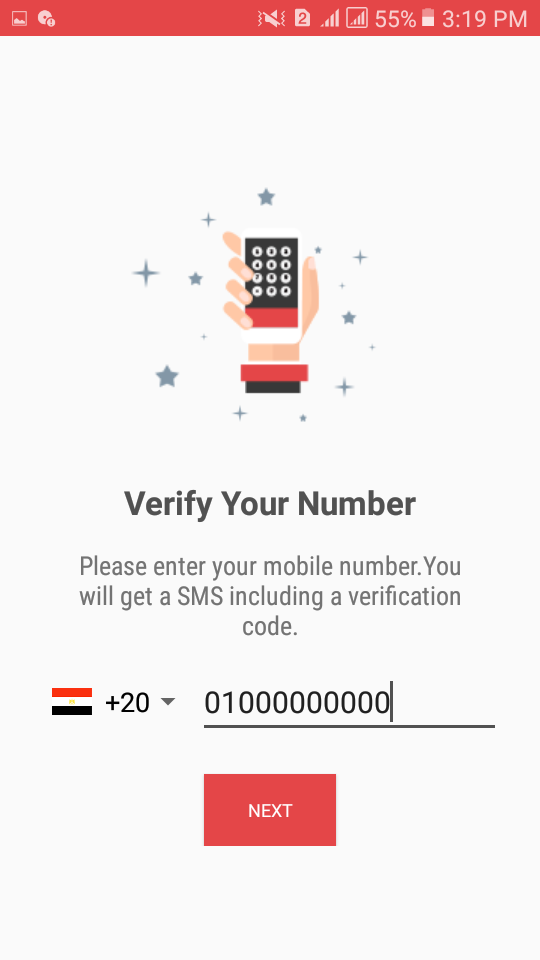 2 55% 3:19 PM
Verify Your Number
Please enter your mobile number.You
will get a SMS including a verification
code.
+20 01000000000
NEXT